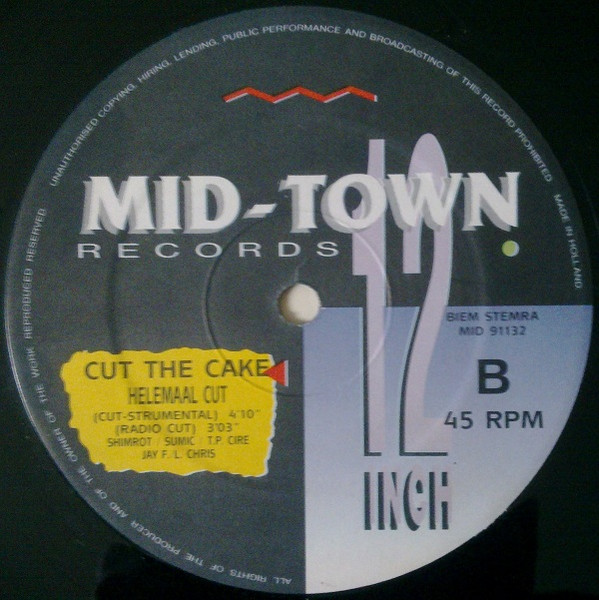 UNAUTHORISED COPYING, HIRING, LENDING, PUBLIC PERFORMANCE AND BROADCASTING OF THIS RECORD PROHIBITED
MADE IN HOLLAND
MID-TOWN
RECORDS
12
INCH
BIEM STEMRA
MID 91132
B
45 RPM
CUT THE CAKE
HELEMAAL CUT
(CUT-STRUMENTAL) 4'10"
(RADIO CUT) 3'03"
SHIMROT / SUMIC / T.P. CIRE
JAY F. L. CHRIS
ALL RIGHTS OF THE PRODUCER AND OF THE OWNER OF THE WORK REPRODUCED RESERVED